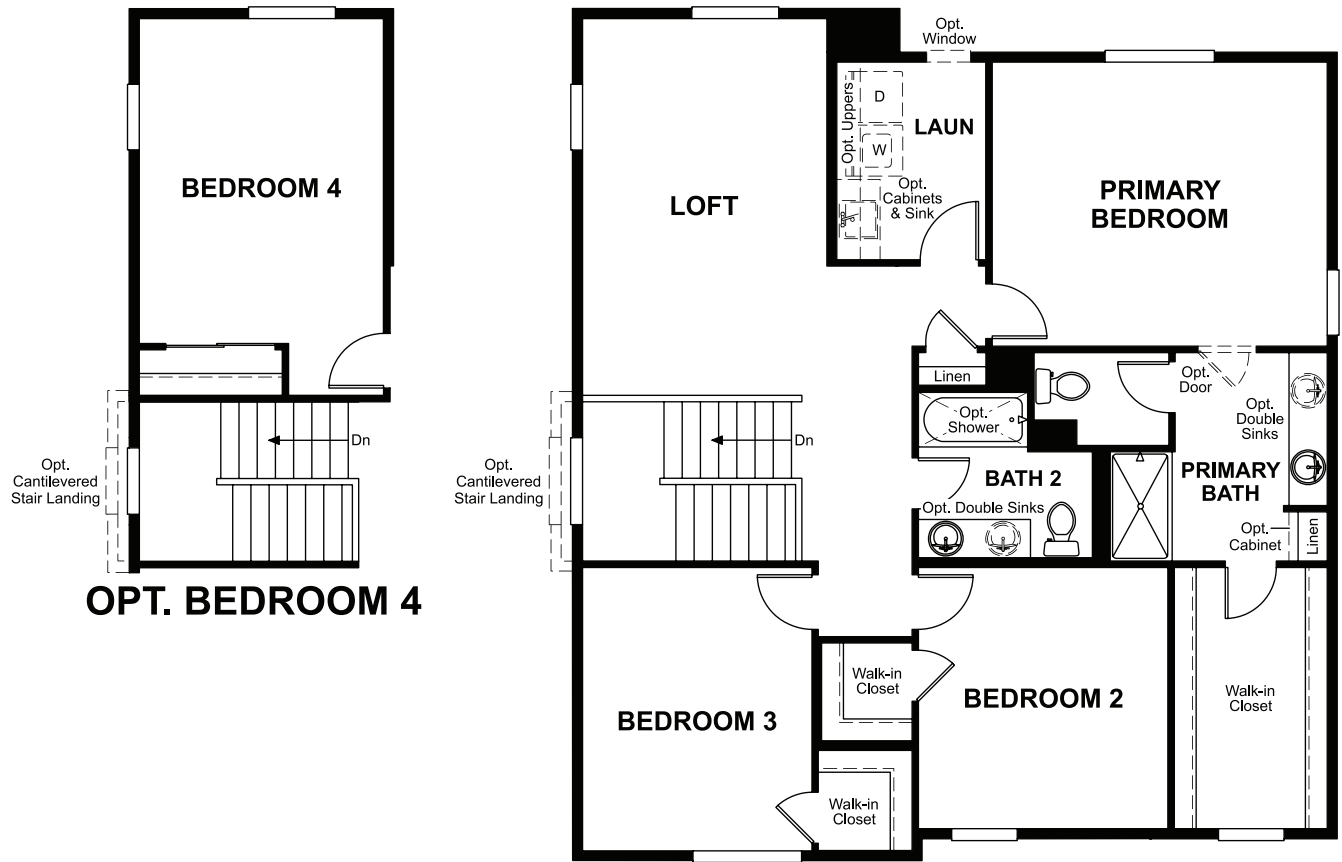 BEDROOM 4
Opt.
Cantilevered
Stair Landing
Dn
OPT. BEDROOM 4
LOFT
Opt.
Window
Opt. Uppers
D
W
LAUN
Opt.
Cabinets
& Sink
PRIMARY
BEDROOM
Linen
Opt.
Shower
Opt.
Door
Opt.
Double
Sinks
Opt.
Cantilevered
Stair Landing
Dn
BATH 2
Opt. Double Sinks
PRIMARY
BATH
Opt.
Cabinet
Linen
BEDROOM 3
Walk-in
Closet
BEDROOM 2
Walk-in
Closet
Walk-in
Closet